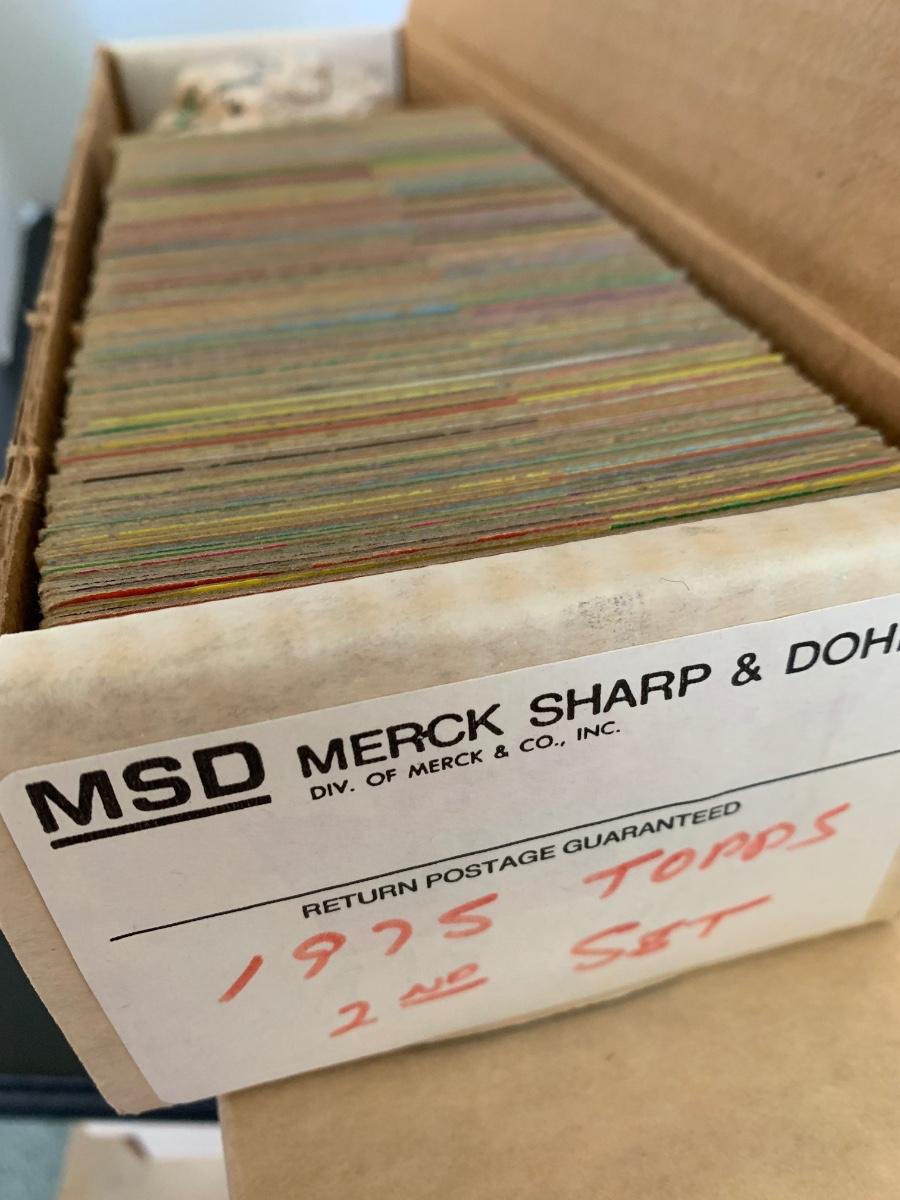 MSD MERCK SHARP & DOH
DIV. OF MERCK & CO., INC.
RETURN POSTAGE GUARANTEED
1975 TOPPS
2ND SET